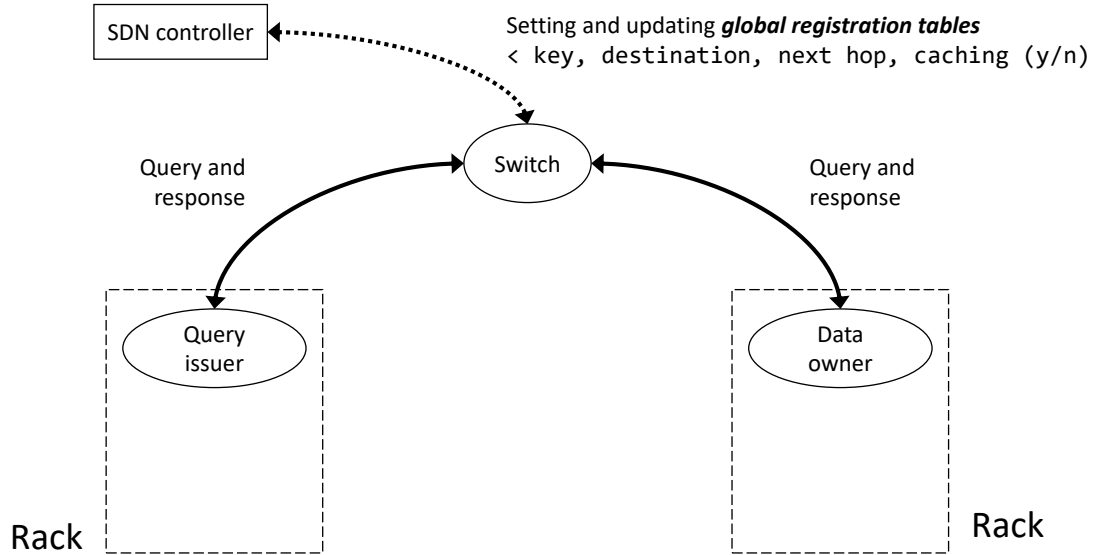 SDN controller
Setting and updating global registration tables
< key, destination, next hop, caching (y/n)
Switch
Query and
response
Query and
response
Query
issuer
Data
owner
Rack
Rack